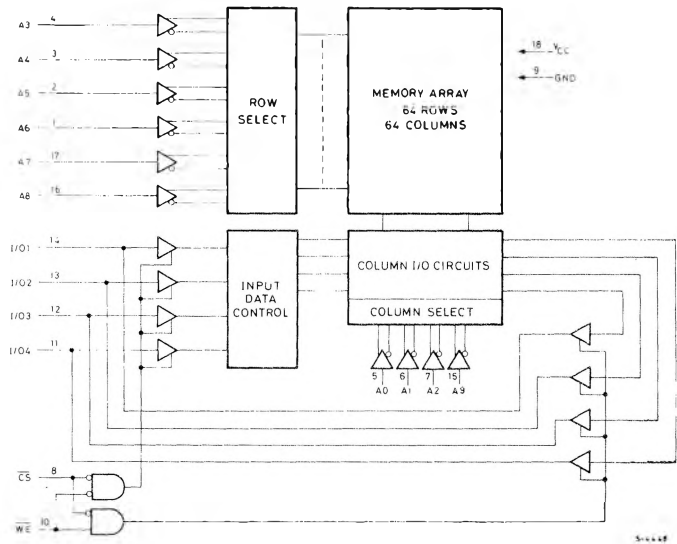 A3 4
A4 3
A5 2
A6 1
A7 17
A8 16
ROW SELECT
MEMORY ARRAY
64 ROWS
64 COLUMNS
18 VCC
9 GND
I/O1 14
I/O2 13
I/O3 12
I/O4 11
INPUT
DATA
CONTROL
COLUMN I/O CIRCUITS
COLUMN SELECT
5 6 7 15
A0 A1 A2 A9
CS 8
WE 10
S-4448